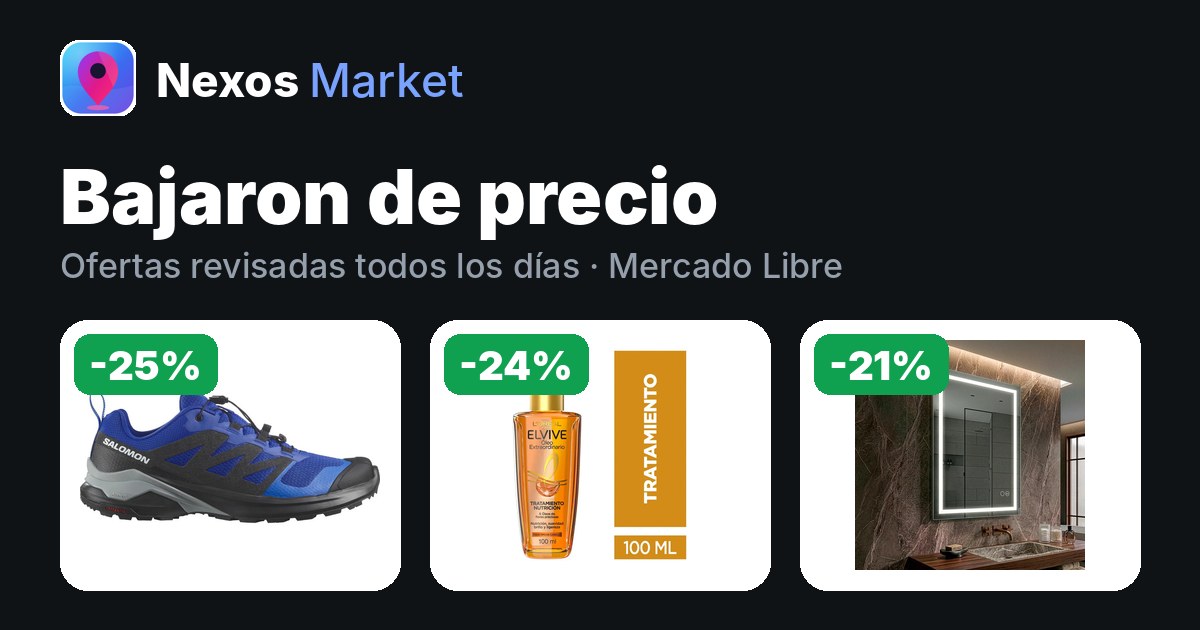 Nexos Market
Bajaron de precio
Ofertas revisadas todos los días · Mercado Libre
-25%
SALOMON
-24%
ELVIVE
Óleo
Extraordinario
TRATAMIENTO
NUTRICIÓN
100 ml
TRATAMIENTO
100 ML
-21%